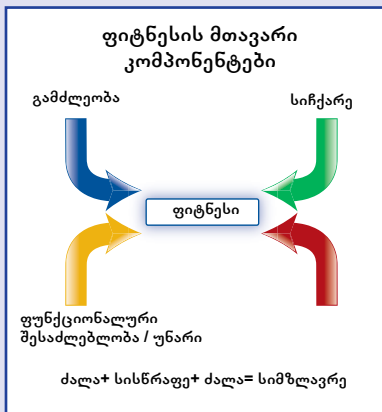 ფიტნესის მთავარი
კომპონენტები
გამძლეობა
სიჩქარე
ფიტნესი
ფუნქციონალური
შესაძლებლობა / უნარი
ძალა+ სისწრაფე+ ძალა= სიმზლავრე